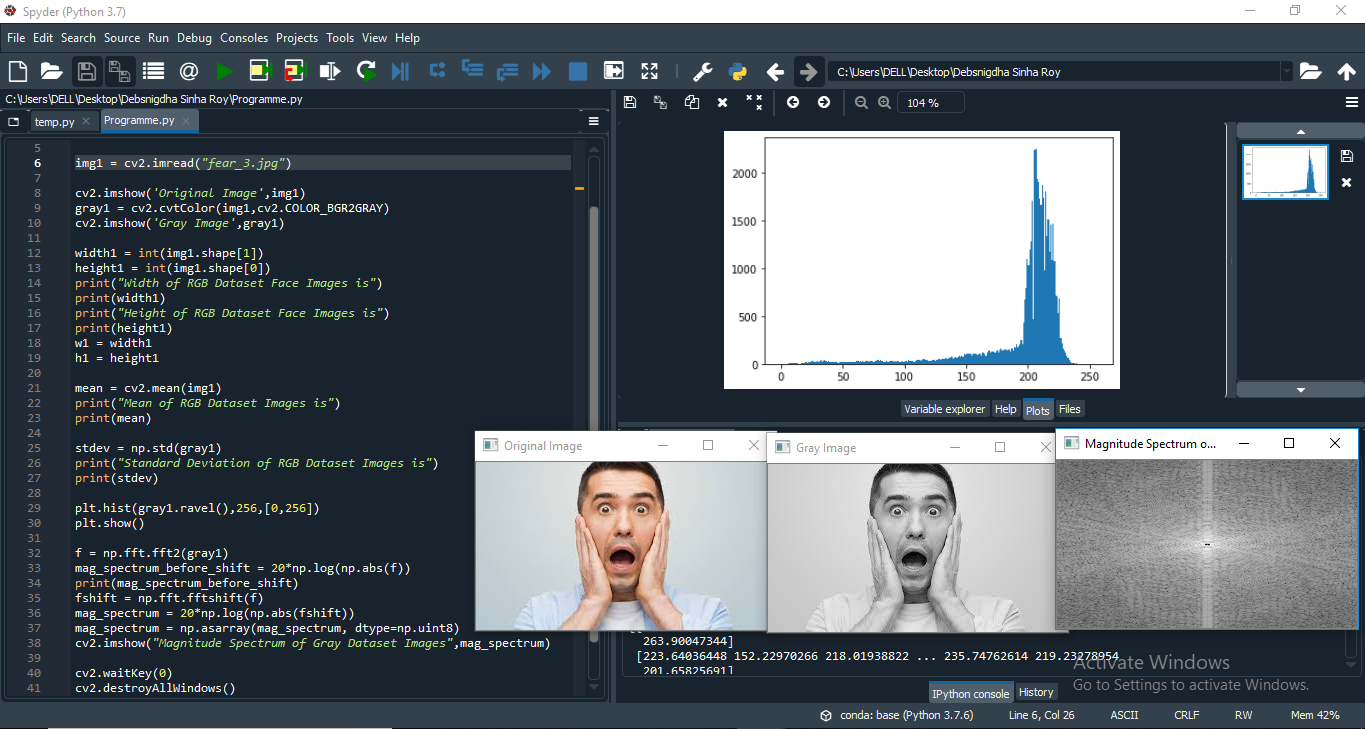 Spyder (Python 3.7)
File Edit Search Source Run Debug Consoles Projects Tools View Help
C:\Users\DELL\Desktop\Debsnigdha Sinha Roy
C:\Users\DELL\Desktop\Debsnigdha Sinha Roy\Programme.py
temp.py Programme.py
5
6 img1 = cv2.imread("fear_3.jpg")
7
8 cv2.imshow('Original Image',img1)
9 gray1 = cv2.cvtColor(img1,cv2.COLOR_BGR2GRAY)
10 cv2.imshow('Gray Image',gray1)
11
12 width1 = int(img1.shape[1])
13 height1 = int(img1.shape[0])
14 print("Width of RGB Dataset Face Images is")
15 print(width1)
16 print("Height of RGB Dataset Face Images is")
17 print(height1)
18 w1 = width1
19 h1 = height1
20
21 mean = cv2.mean(img1)
22 print("Mean of RGB Dataset Images is")
23 print(mean)
24
25 stdev = np.std(gray1)
26 print("Standard Deviation of RGB Dataset Images is")
27 print(stdev)
28
29 plt.hist(gray1.ravel(),256,[0,256])
30 plt.show()
31
32 f = np.fft.fft2(gray1)
33 mag_spectrum_before_shift = 20*np.log(np.abs(f))
34 print(mag_spectrum_before_shift)
35 fshift = np.fft.fftshift(f)
36 mag_spectrum = 20*np.log(np.abs(fshift))
37 mag_spectrum = np.asarray(mag_spectrum, dtype=np.uint8)
38 cv2.imshow("Magnitude Spectrum of Gray Dataset Images",mag_spectrum)
39
40 cv2.waitKey(0)
41 cv2.destroyAllWindows()
104 %
2000
1500
1000
500
0
0 50 100 150 200 250
Variable explorer Help Plots Files
Original Image
Gray Image
Magnitude Spectrum o...
263.90047344]
[223.64036448 152.22970266 218.01938822 ... 235.74762614 219.23278954
201.65825691]
Activate Windows
Go to Settings to activate Windows.
IPython console History
conda: base (Python 3.7.6) Line 6, Col 26 ASCII CRLF RW Mem 42%